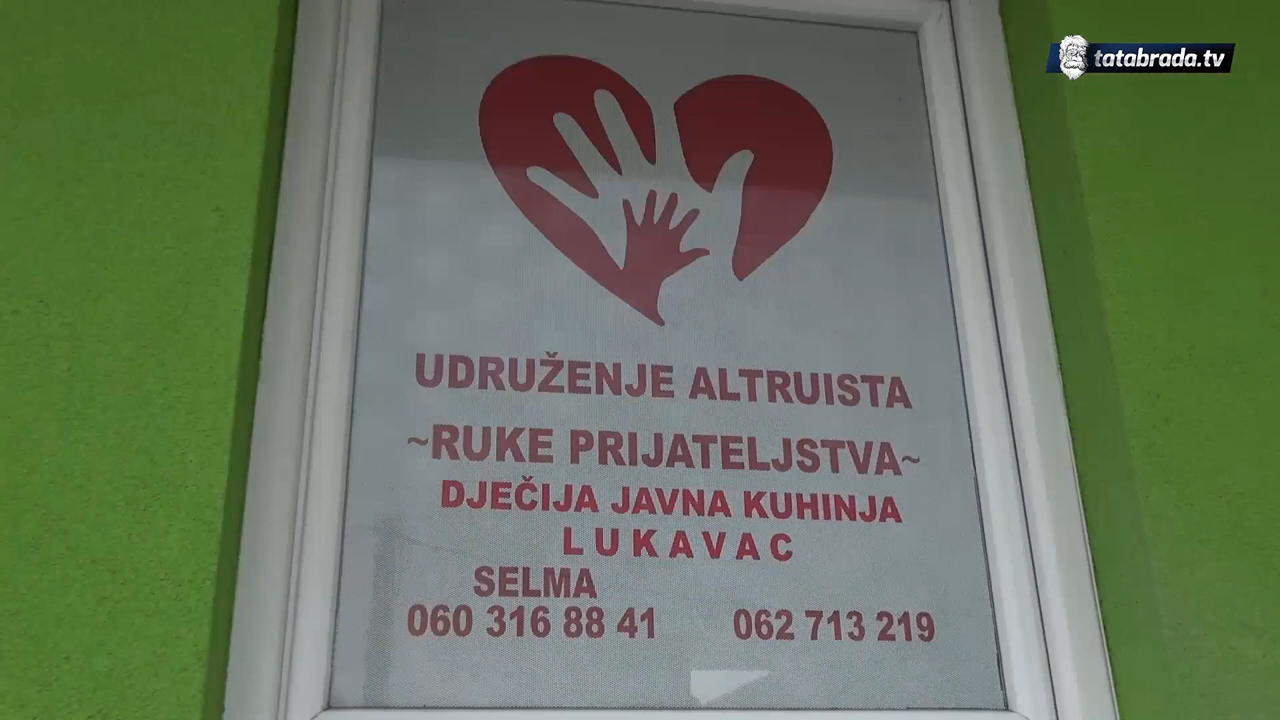 tatabrada.tv
UDRUŽENJE ALTRUISTA
~RUKE PRIJATELJSTVA~
DJEČIJA JAVNA KUHINJA
LUKAVAC
SELMA
060 316 88 41 062 713 219